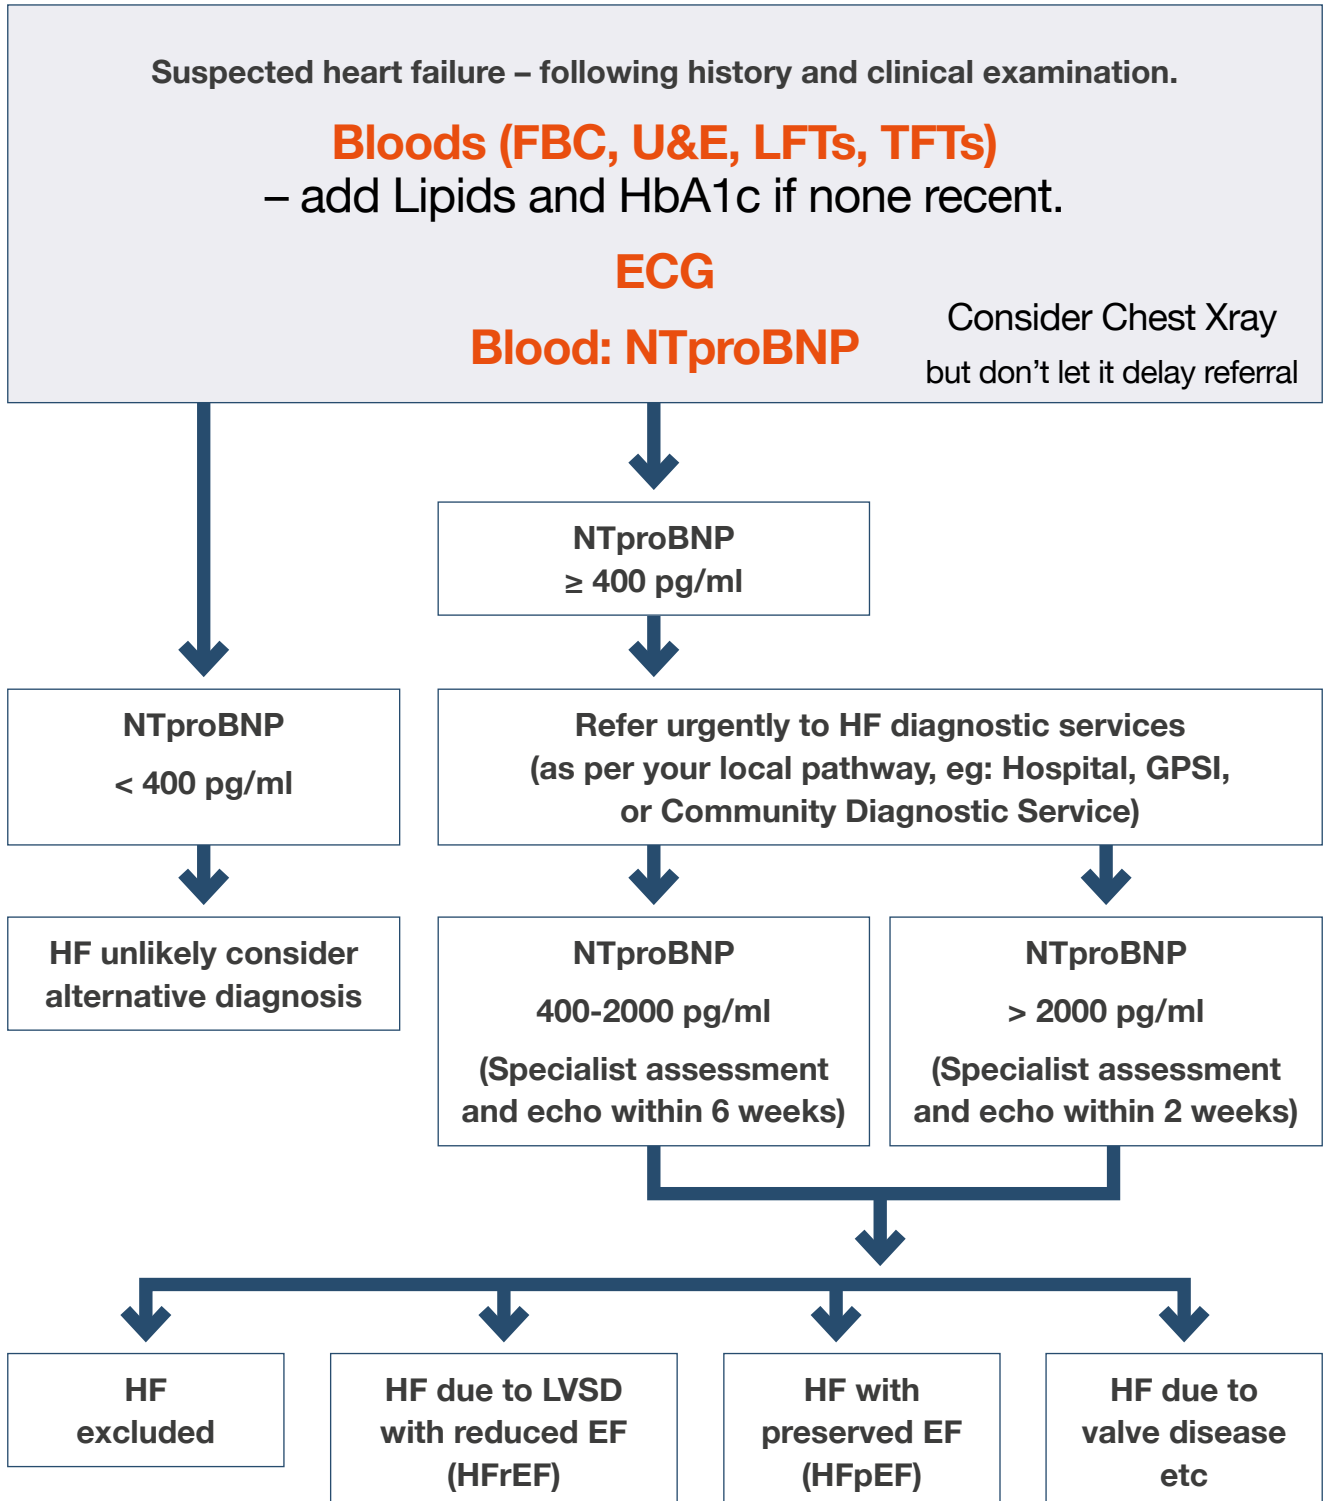 Suspected heart failure – following history and clinical examination.
Bloods (FBC, U&E, LFTs, TFTs)
– add Lipids and HbA1c if none recent.
ECG
Blood: NTproBNP
Consider Chest Xray
but don’t let it delay referral
NTproBNP
≥ 400 pg/ml
NTproBNP
< 400 pg/ml
Refer urgently to HF diagnostic services
(as per your local pathway, eg: Hospital, GPSI,
or Community Diagnostic Service)
HF unlikely consider
alternative diagnosis
NTproBNP
400-2000 pg/ml
(Specialist assessment
and echo within 6 weeks)
NTproBNP
> 2000 pg/ml
(Specialist assessment
and echo within 2 weeks)
HF
excluded
HF due to LVSD
with reduced EF
(HFrEF)
HF with
preserved EF
(HFpEF)
HF due to
valve disease
etc